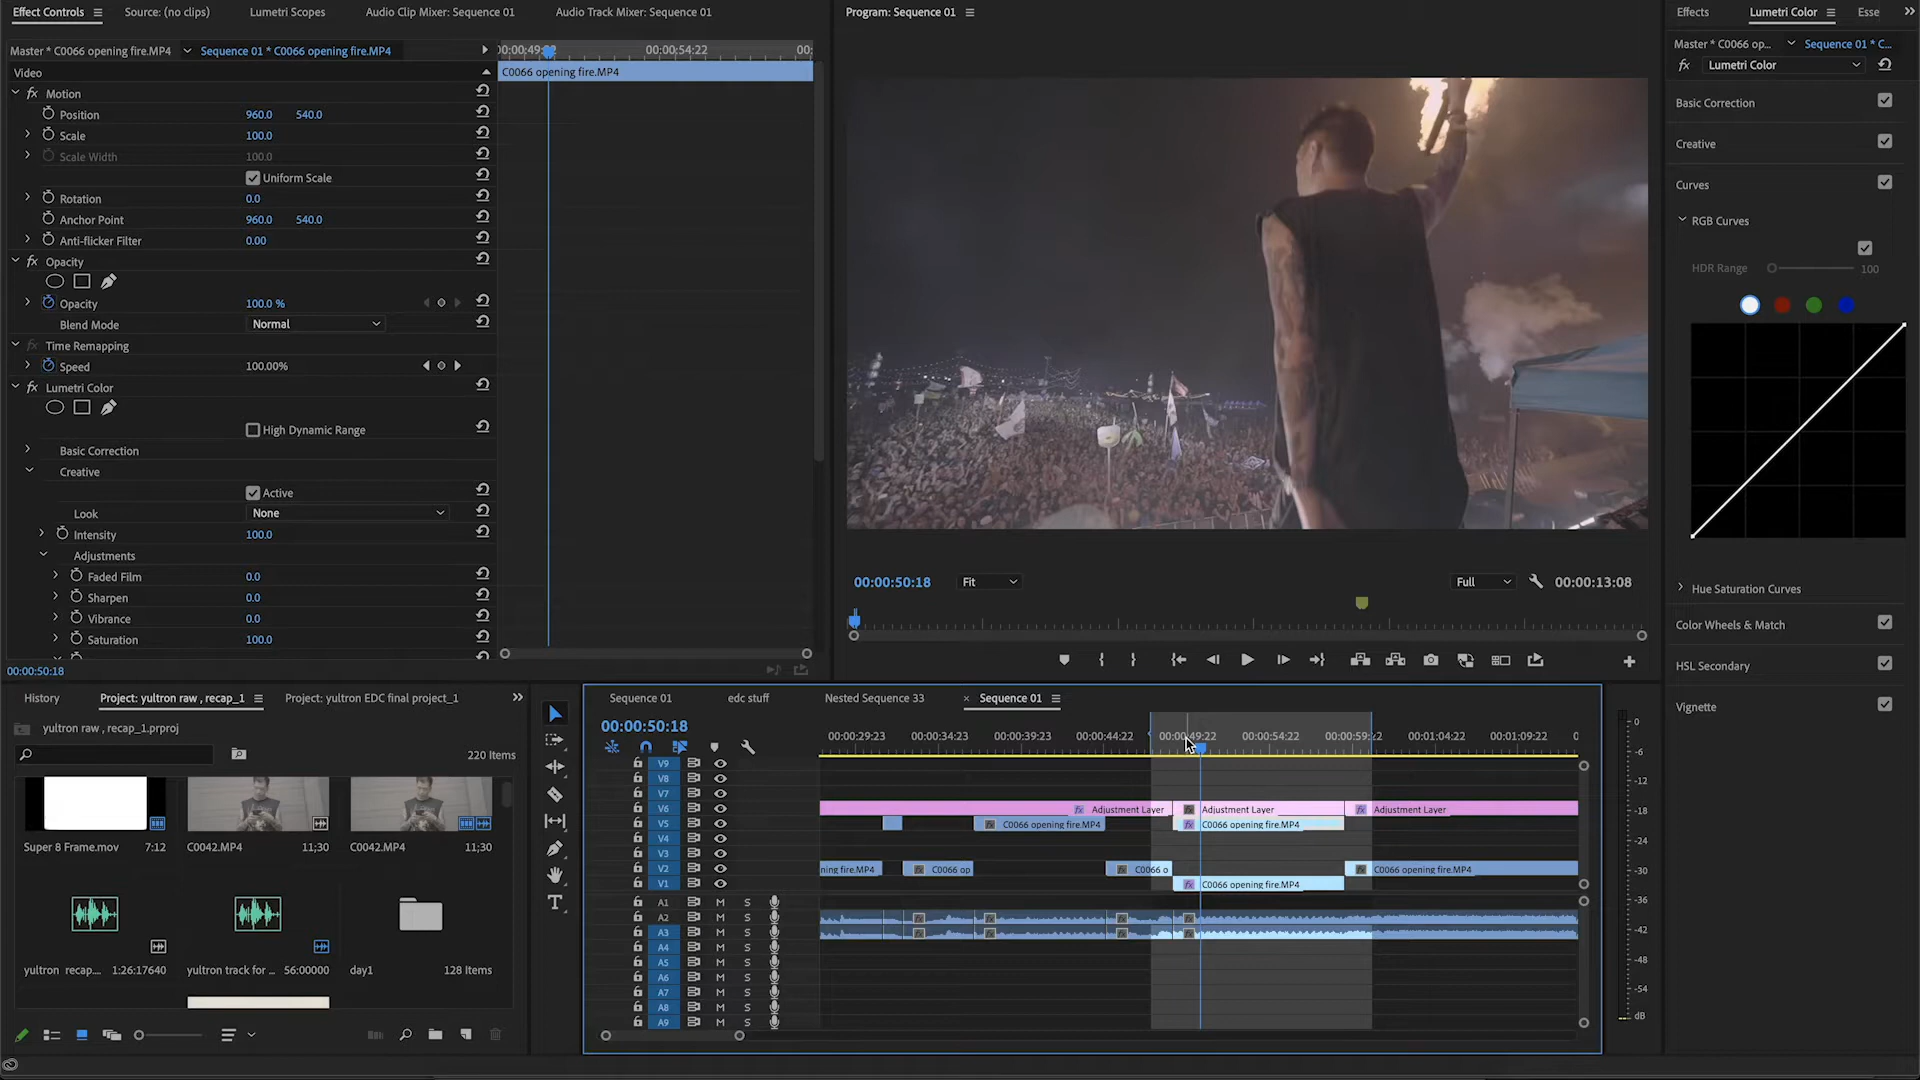 Effect Controls
Source: (no clips)
Lumetri Scopes
Audio Clip Mixer: Sequence 01
Audio Track Mixer: Sequence 01
Master * C0066 opening fire.MP4
Sequence 01 * C0066 opening fire.MP4
00:00;54:22
Video
C0066 opening fire.MP4
fx Motion
Position 960.0 540.0
Scale 100.0
Scale Width 100.0
Uniform Scale
Rotation 0.0
Anchor Point 960.0 540.0
Anti-flicker Filter 0.00
fx Opacity
Opacity 100.0 %
Blend Mode Normal
fx Time Remapping
Speed 100.00%
fx Lumetri Color
High Dynamic Range
Basic Correction
Creative
Active
Look None
Intensity 100.0
Adjustments
Faded Film 0.0
Sharpen 0.0
Vibrance 0.0
Saturation 100.0
00:00:50:18
Program: Sequence 01
00:00:50:18 Fit Full 00:00:13:08
Effects
Lumetri Color
Esse
Master * C0066 op... Sequence 01 * C...
fx Lumetri Color
Basic Correction
Creative
Curves
RGB Curves
HDR Range 100
Hue Saturation Curves
Color Wheels & Match
HSL Secondary
Vignette
History
Project: yultron raw , recap_1
Project: yultron EDC final project_1
yultron raw , recap_1.prproj
220 Items
Super 8 Frame.mov 7:12
C0042.MP4 11;30
C0042.MP4 11;30
yultron recap... 1:26:17640
yultron track for ... 56:00000
day1 128 Items
Sequence 01
edc stuff
Nested Sequence 33
× Sequence 01
00:00:50:18
00:00:29:23 00:00:34:23 00:00:39:23 00:00:44:22 00:00:49:22 00:00:54:22 00:00:59:22 00:01:04:22 00:01:09:22
V9
V8
V7
V6 fx Adjustment Layer fx Adjustment Layer fx Adjustment Layer
V5 fx C0066 opening fire.MP4 fx C0066 opening fire.MP4
V4
V3
V2 ning fire.MP4 fx C0066 op fx C0066 o fx C0066 opening fire.MP4
V1 fx C0066 opening fire.MP4
A1 M S
A2 M S
A3 M S
A4 M S
A5 M S
A6 M S
A7 M S
A8 M S
A9 M S
0
-6
-12
-18
-24
-30
-36
-42
-48
-54
dB